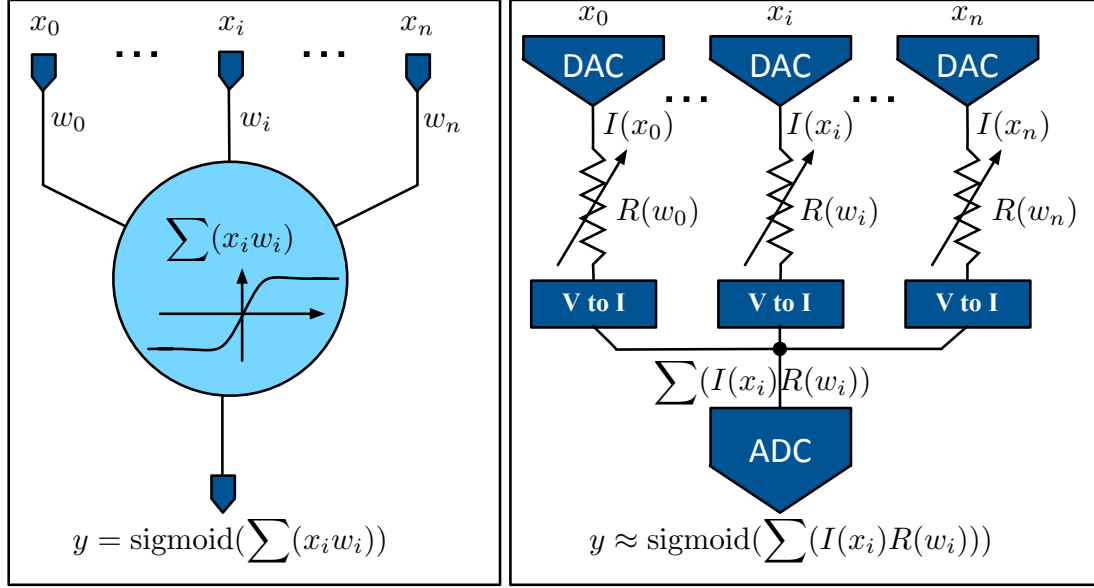 x_0 ... x_i ... x_n
w_0 w_i w_n
∑(x_i w_i)
y = sigmoid(∑(x_i w_i))
x_0 x_i x_n
DAC ... DAC ... DAC
I(x_0) I(x_i) I(x_n)
R(w_0) R(w_i) R(w_n)
V to I V to I V to I
∑(I(x_i)R(w_i))
ADC
y ≈ sigmoid(∑(I(x_i)R(w_i)))